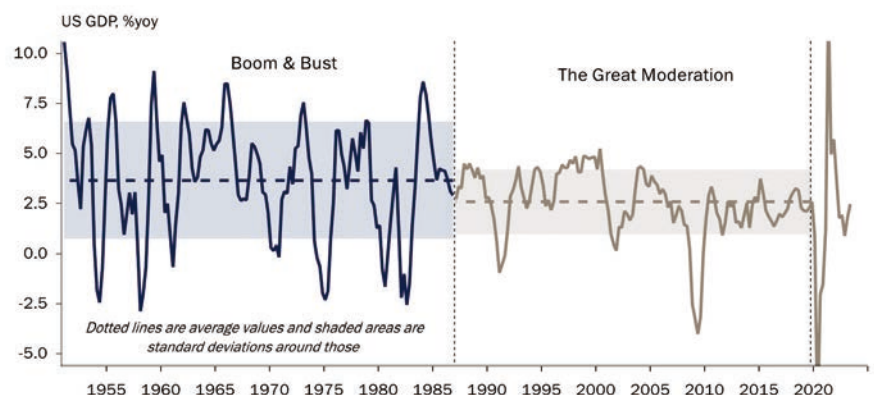 US GDP, %yoy
10.0
7.5
5.0
2.5
0.0
-2.5
-5.0
Boom & Bust
The Great Moderation
Dotted lines are average values and shaded areas are
standard deviations around those
1955 1960 1965 1970 1975 1980 1985 1990 1995 2000 2005 2010 2015 2020